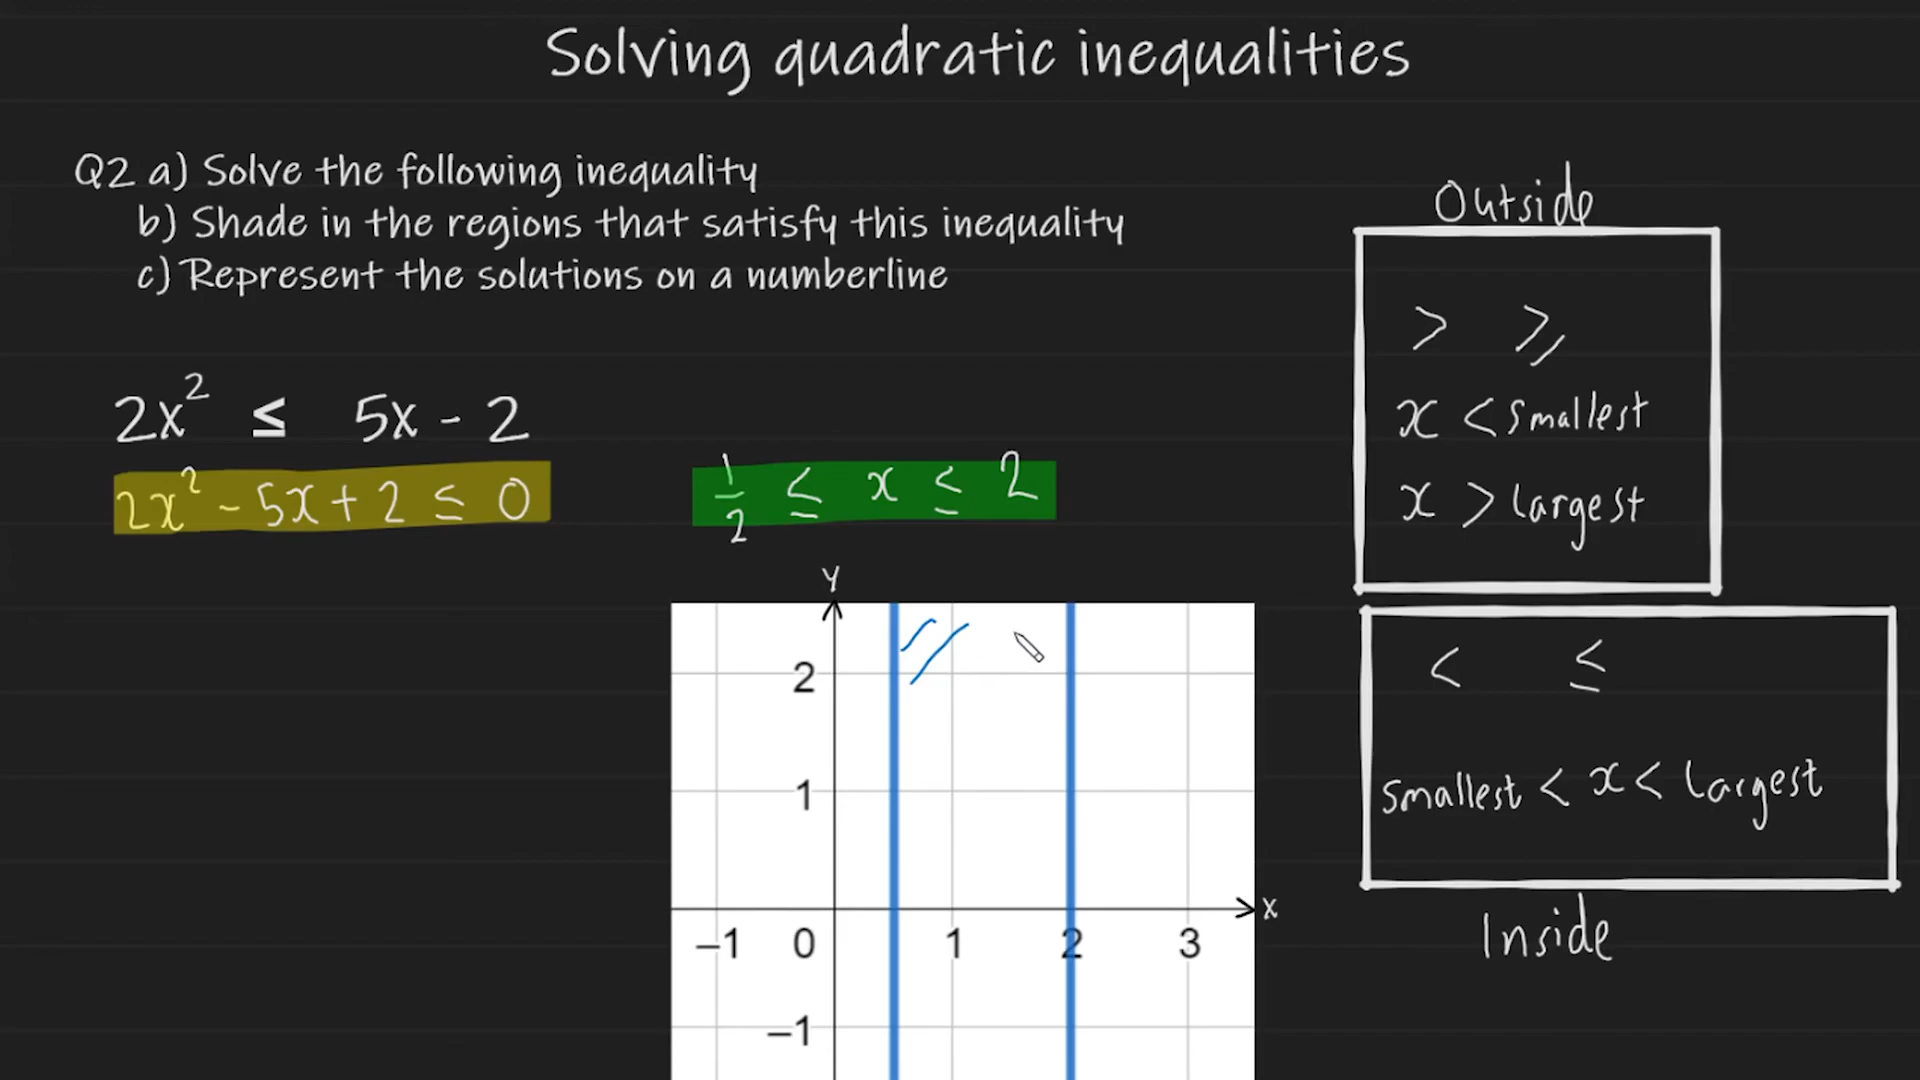 Solving quadratic inequalities
Q2 a) Solve the following inequality
b) Shade in the regions that satisfy this inequality
c) Represent the solutions on a numberline
2x² ≤ 5x - 2
2x² - 5x + 2 ≤ 0
1/2 ≤ x ≤ 2
Y
2
1
-1 0 1 2 3
X
-1
Outside
> ≥
x < smallest
x > largest
< ≤
smallest < x < largest
Inside